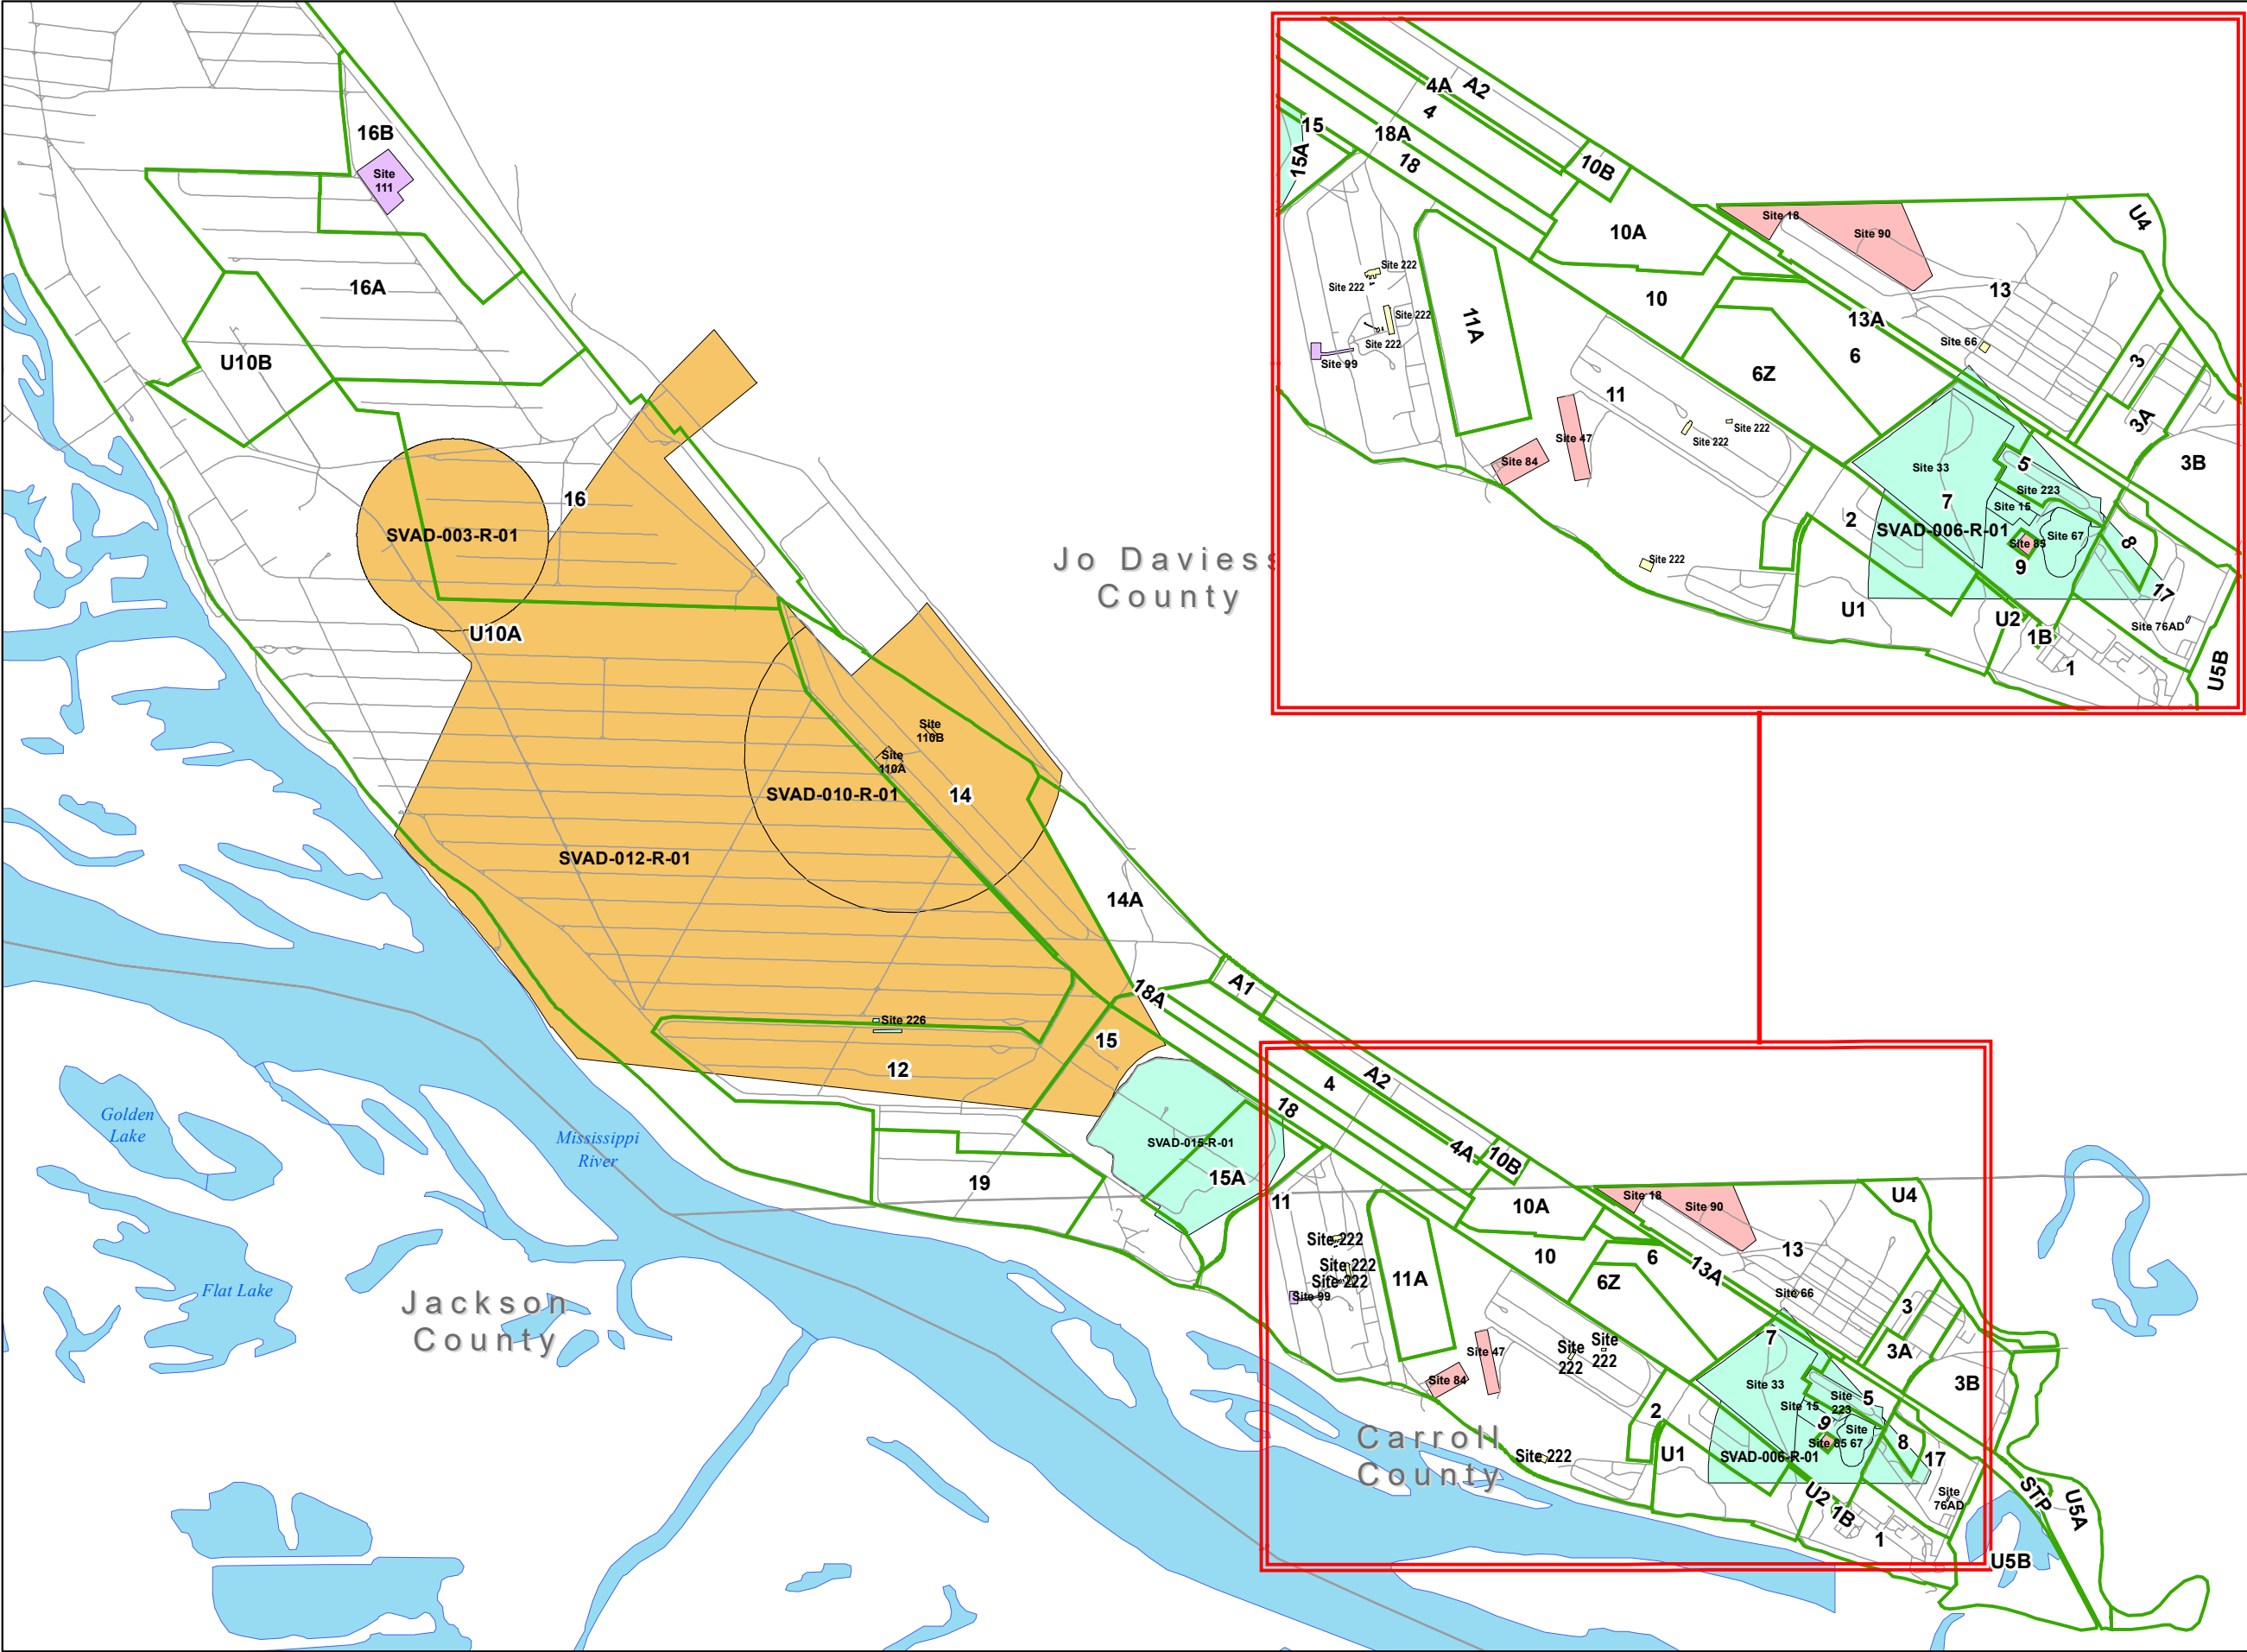 16B
Site
111
16A
U10B
16
SVAD-003-R-01
U10A
Site
110B
Site
110A
SVAD-010-R-01
14
SVAD-012-R-01
14A
18A
A1
Site 226
15
12
4
A2
18
4A
10B
SVAD-015-R-01
15A
19
11
10A
Site 18
Site 90
U4
13
Site 222
Site 222
Site 222
Site 99
11A
10
6
6Z
13A
Site 66
3
3A
3B
7
Site 33
Site 47
Site 84
Site
222
Site
222
Site
223
5
Site 15
9
Site
67
Site 85
8
17
2
U1
SVAD-006-R-01
Site 222
U2
1B
1
Site
76AD
STP
U5A
U5B
Golden
Lake
Flat Lake
Mississippi
River
Jackson
County
Carroll
County
Jo Daviess
County
4A
A2
4
15
18A
18
15A
10B
10A
Site 18
Site 90
U4
13
Site 222
Site 222
Site 222
Site 222
Site 99
11A
10
13A
6
6Z
Site 66
3
3A
3B
11
Site 47
Site 84
Site 222
Site 222
Site 33
5
Site 223
7
Site 15
2
SVAD-006-R-01
Site 85
Site 67
8
9
17
Site 222
U1
U2
1B
Site 76AD
1
U5B